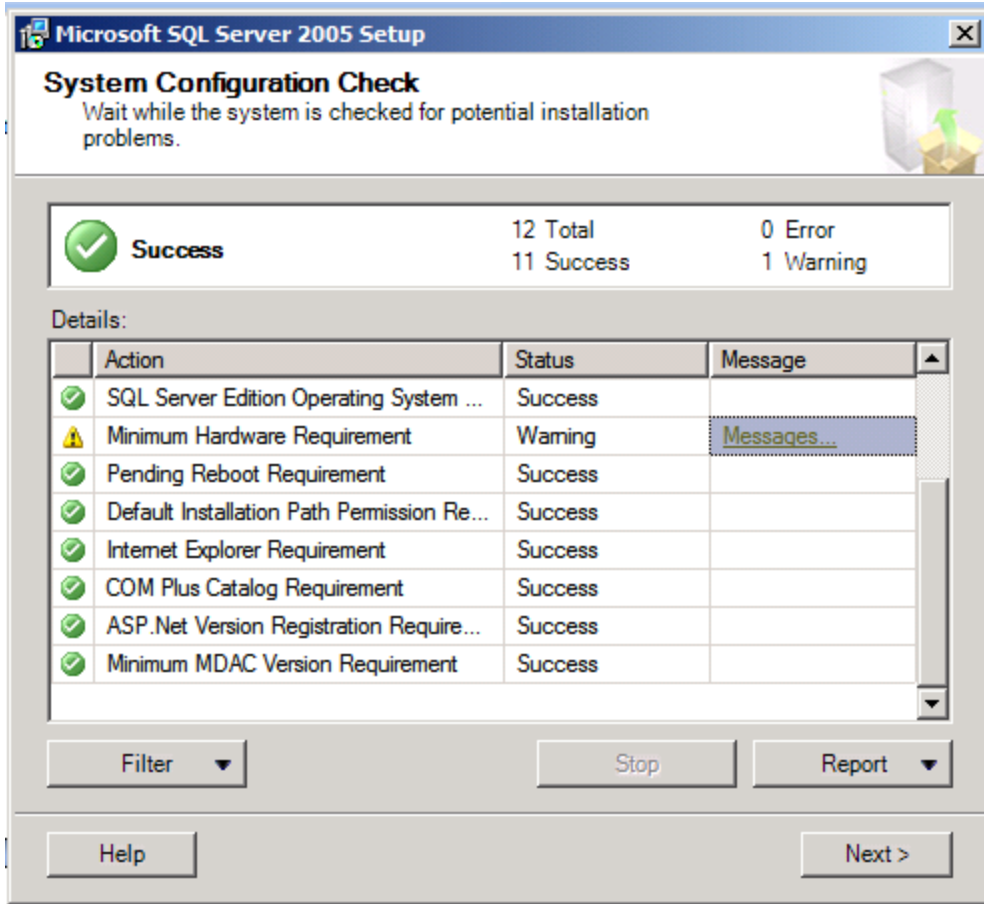 Microsoft SQL Server 2005 Setup
System Configuration Check
Wait while the system is checked for potential installation
problems.
Success
12 Total
0 Error
11 Success
1 Warning
Details:
Action Status Message
SQL Server Edition Operating System ... Success
Minimum Hardware Requirement Warning Messages...
Pending Reboot Requirement Success
Default Installation Path Permission Re... Success
Internet Explorer Requirement Success
COM Plus Catalog Requirement Success
ASP.Net Version Registration Require... Success
Minimum MDAC Version Requirement Success
Filter Stop Report
Help Next >